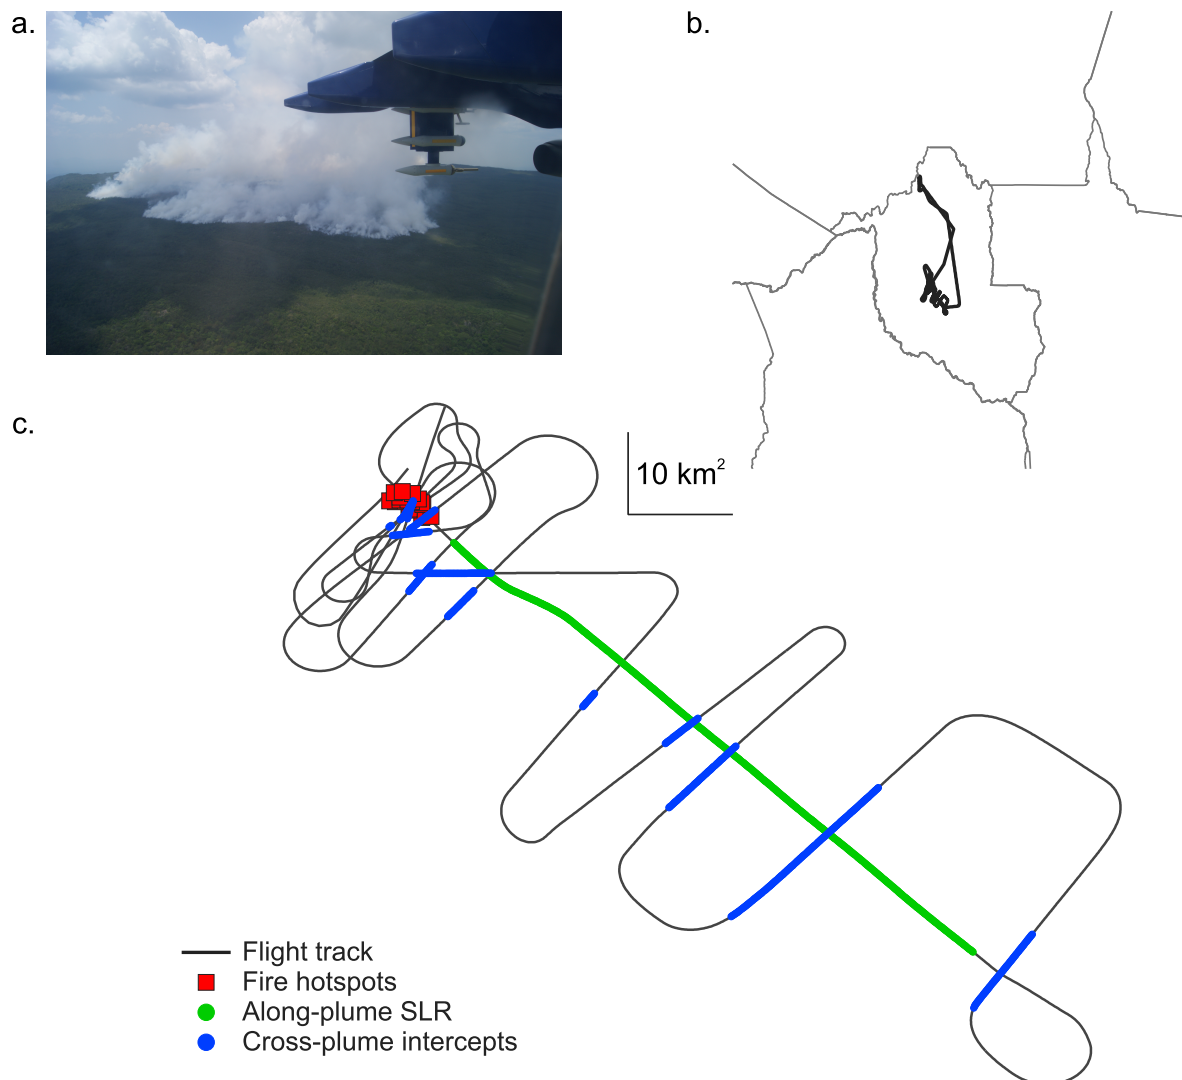 a.
b.
c.
10 km²
Flight track
Fire hotspots
Along-plume SLR
Cross-plume intercepts